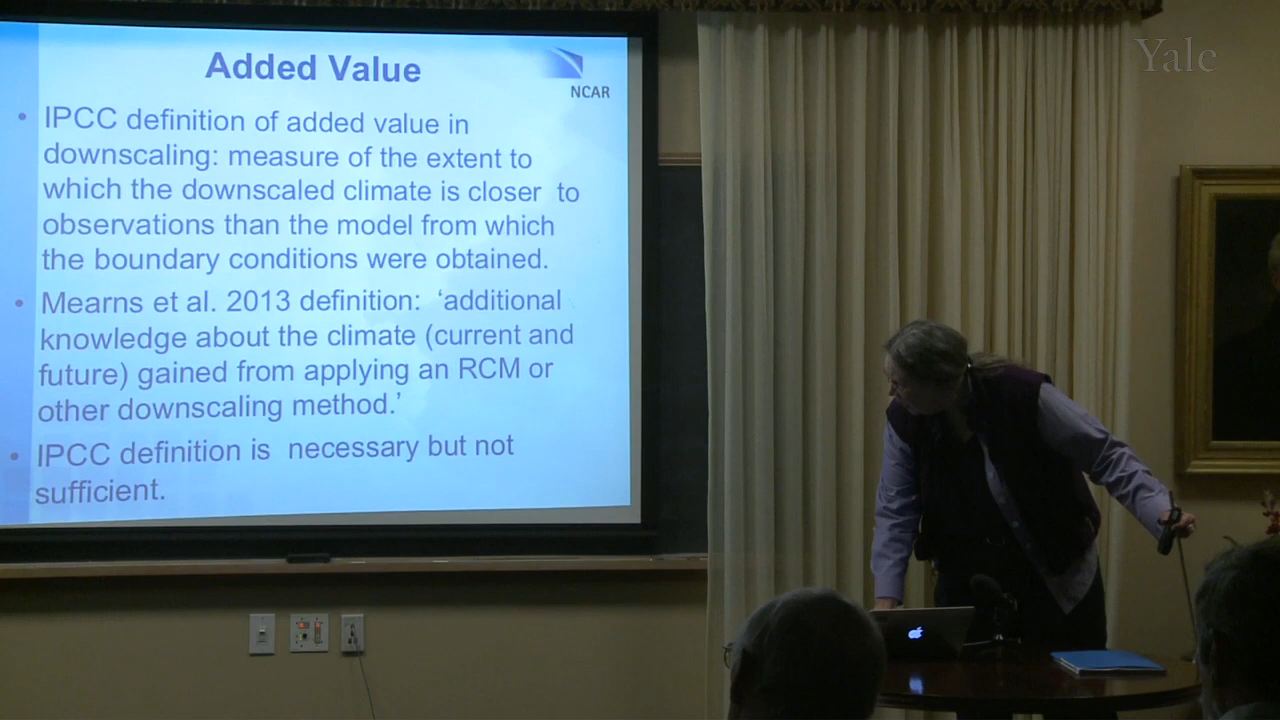 Added Value
NCAR
• IPCC definition of added value in
downscaling: measure of the extent to
which the downscaled climate is closer to
observations than the model from which
the boundary conditions were obtained.
• Mearns et al. 2013 definition: ‘additional
knowledge about the climate (current and
future) gained from applying an RCM or
other downscaling method.’
• IPCC definition is necessary but not
sufficient.
Yale